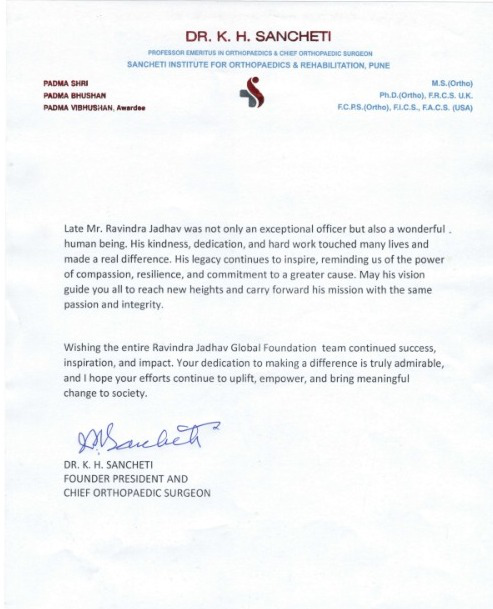 DR. K. H. SANCHETI
PROFESSOR EMERITUS IN ORTHOPAEDICS & CHIEF ORTHOPAEDIC SURGEON
SANCHETI INSTITUTE FOR ORTHOPAEDICS & REHABILITATION, PUNE
PADMA SHRI
PADMA BHUSHAN
PADMA VIBHUSHAN, Awardee
M.S.(Ortho)
Ph.D.(Ortho), F.R.C.S. U.K.
F.C.P.S.(Ortho), F.I.C.S., F.A.C.S. (USA)
Late Mr. Ravindra Jadhav was not only an exceptional officer but also a wonderful .
human being. His kindness, dedication, and hard work touched many lives and
made a real difference. His legacy continues to inspire, reminding us of the power
of compassion, resilience, and commitment to a greater cause. May his vision
guide you all to reach new heights and carry forward his mission with the same
passion and integrity.
Wishing the entire Ravindra Jadhav Global Foundation team continued success,
inspiration, and impact. Your dedication to making a difference is truly admirable,
and I hope your efforts continue to uplift, empower, and bring meaningful
change to society.
DR. K. H. SANCHETI
FOUNDER PRESIDENT AND
CHIEF ORTHOPAEDIC SURGEON